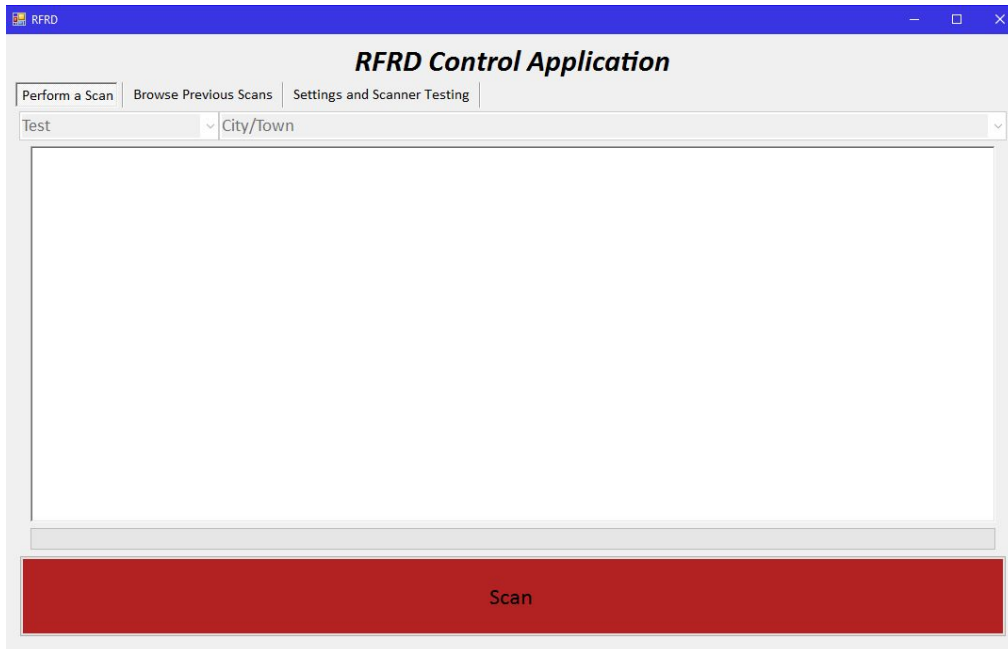 RFRD
RFRD Control Application
Perform a Scan Browse Previous Scans Settings and Scanner Testing
Test City/Town
Scan